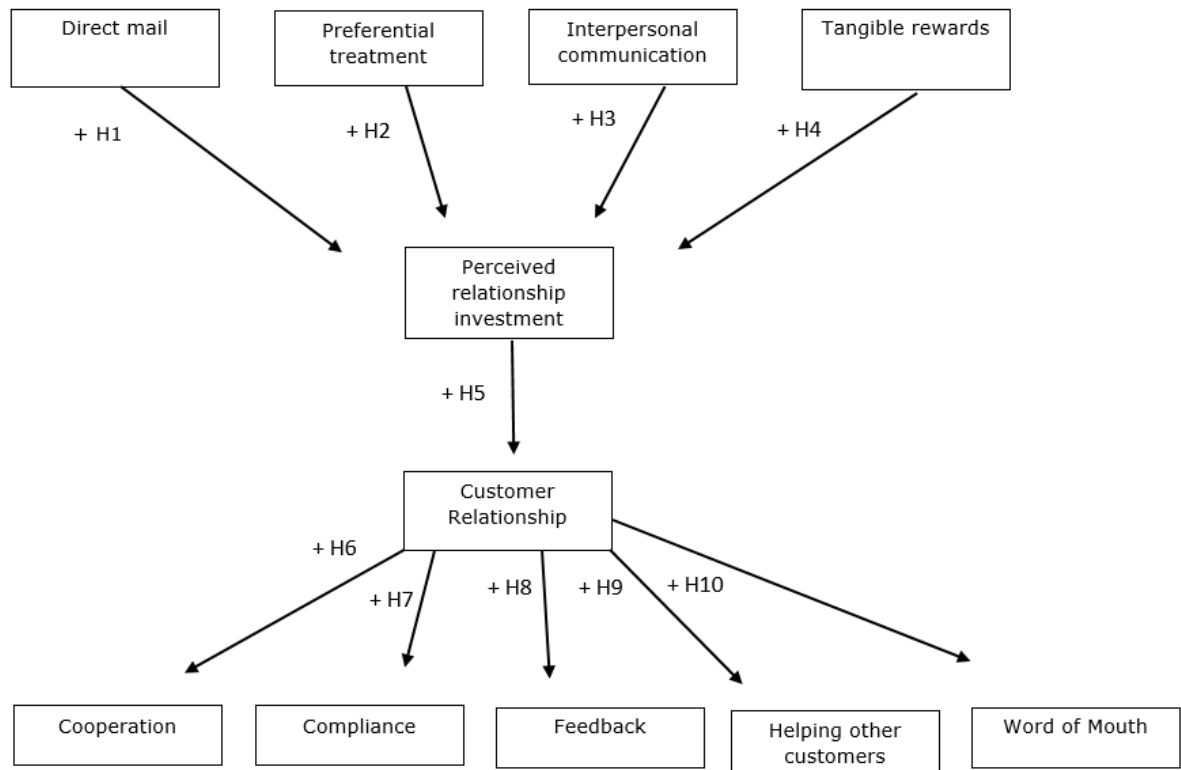 Direct mail
Preferential
treatment
Interpersonal
communication
Tangible rewards
+ H1
+ H2
+ H3
+ H4
Perceived
relationship
investment
+ H5
Customer
Relationship
+ H6
+ H7
+ H8
+ H9
+ H10
Cooperation
Compliance
Feedback
Helping other
customers
Word of Mouth